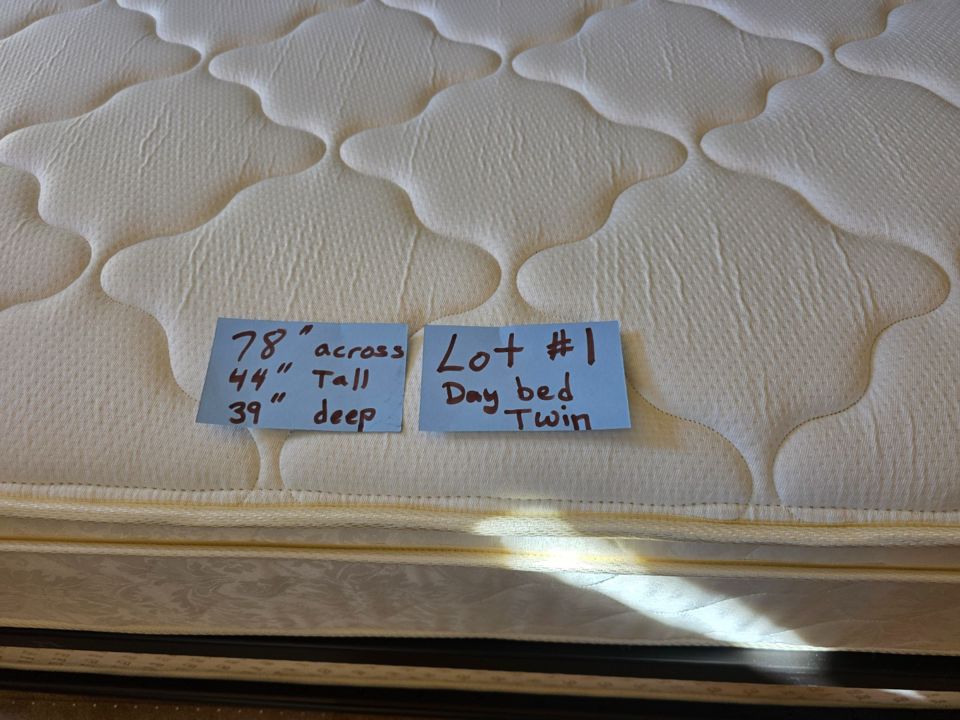 78" across
44" Tall
39" deep
Lot #1
Day bed
Twin